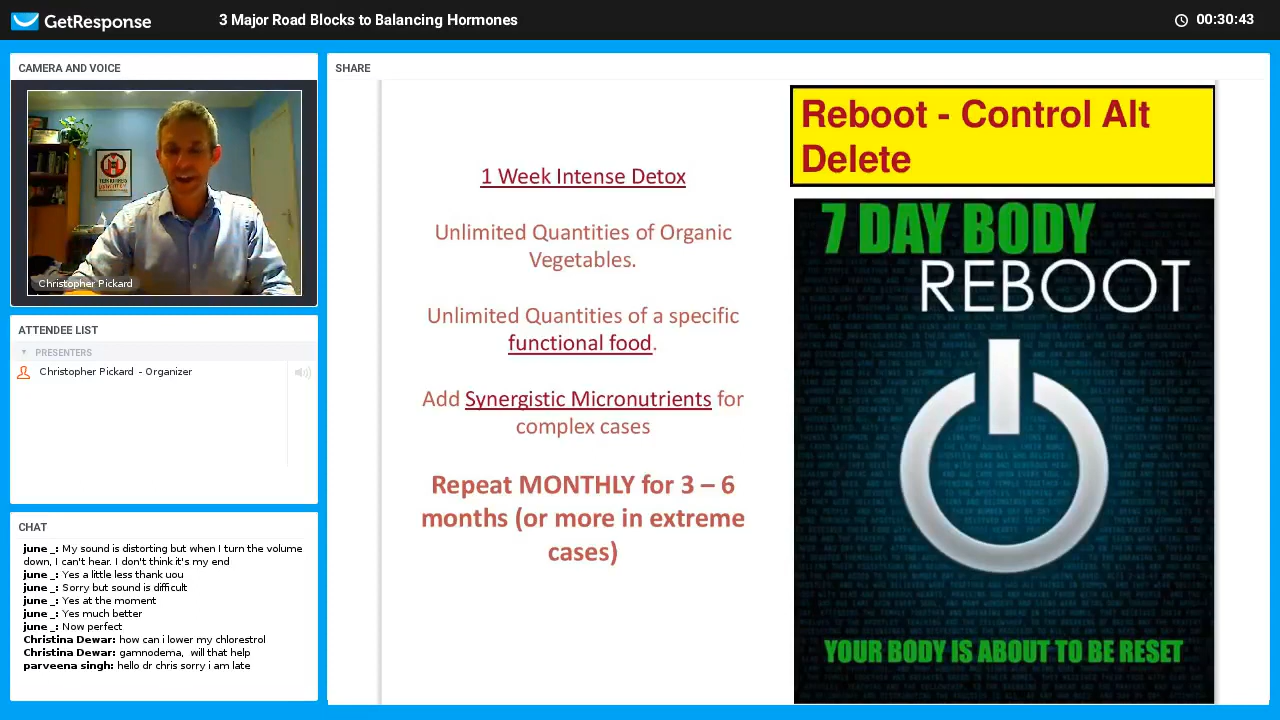 GetResponse
3 Major Road Blocks to Balancing Hormones
00:30:43
CAMERA AND VOICE
Christopher Pickard
ATTENDEE LIST
PRESENTERS
Christopher Pickard - Organizer
CHAT
june _: My sound is distorting but when I turn the volume
down, I can't hear. I don't think it's my end
june _: Yes a little less thank uou
june _: Sorry but sound is difficult
june _: Yes at the moment
june _: Yes much better
june _: Now perfect
Christina Dewar: how can i lower my chlorestrol
Christina Dewar: gamnodema, will that help
parveena singh: hello dr chris sorry i am late
SHARE
1 Week Intense Detox
Unlimited Quantities of Organic
Vegetables.
Unlimited Quantities of a specific
functional food.
Add Synergistic Micronutrients for
complex cases
Repeat MONTHLY for 3 – 6
months (or more in extreme
cases)
Reboot - Control Alt
Delete
7 DAY BODY
REBOOT
YOUR BODY IS ABOUT TO BE RESET